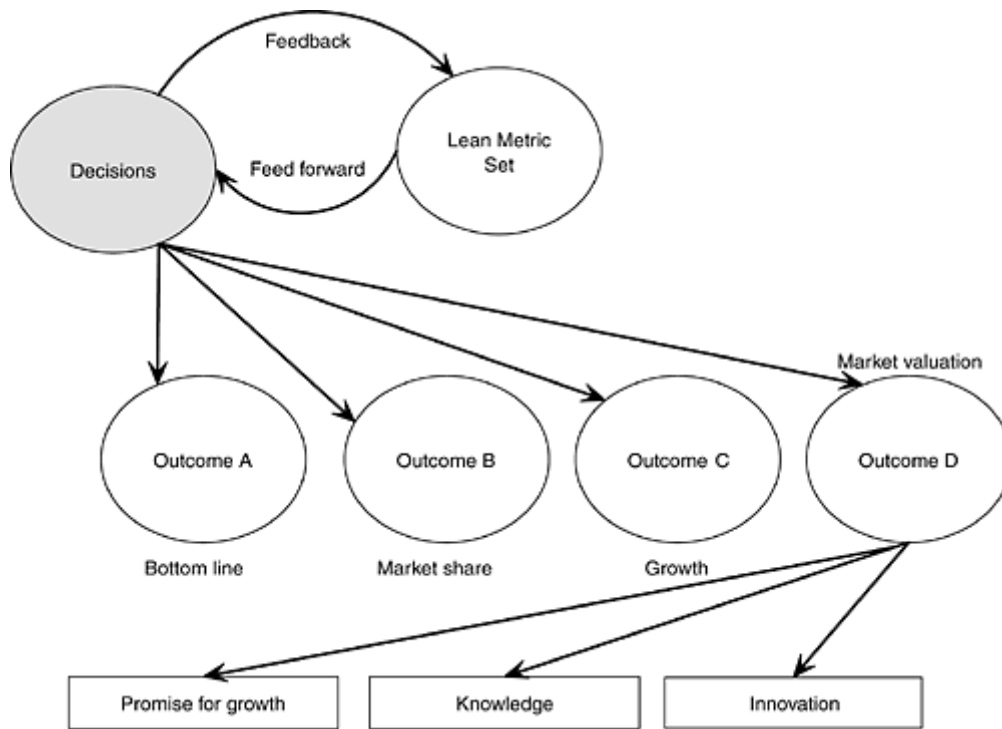 Feedback
Lean Metric
Set
Decisions
Feed forward
Market valuation
Outcome A
Outcome B
Outcome C
Outcome D
Bottom line
Market share
Growth
Promise for growth
Knowledge
Innovation